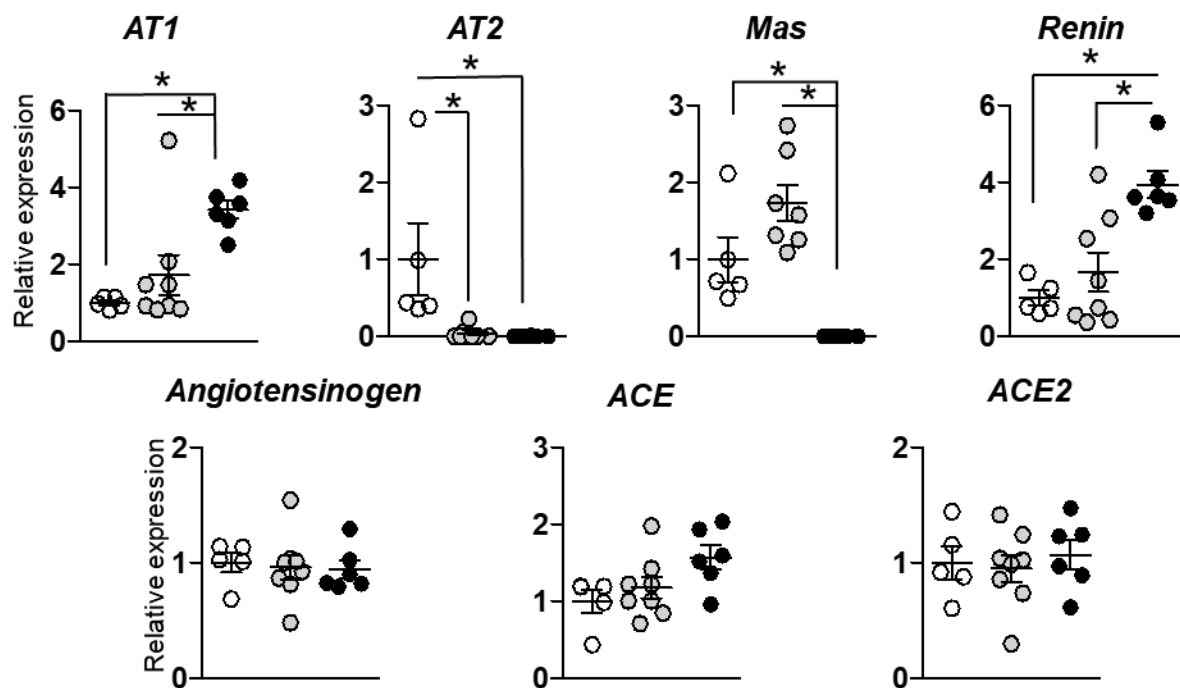 AT1 AT2 Mas Renin
* * * *
* * * *
6 3 3 6
4 2 2 4
2 1 1 2
0 0 0 0
Relative expression
Angiotensinogen ACE ACE2
2 3 2
2
1 1 1
0 0 0
Relative expression